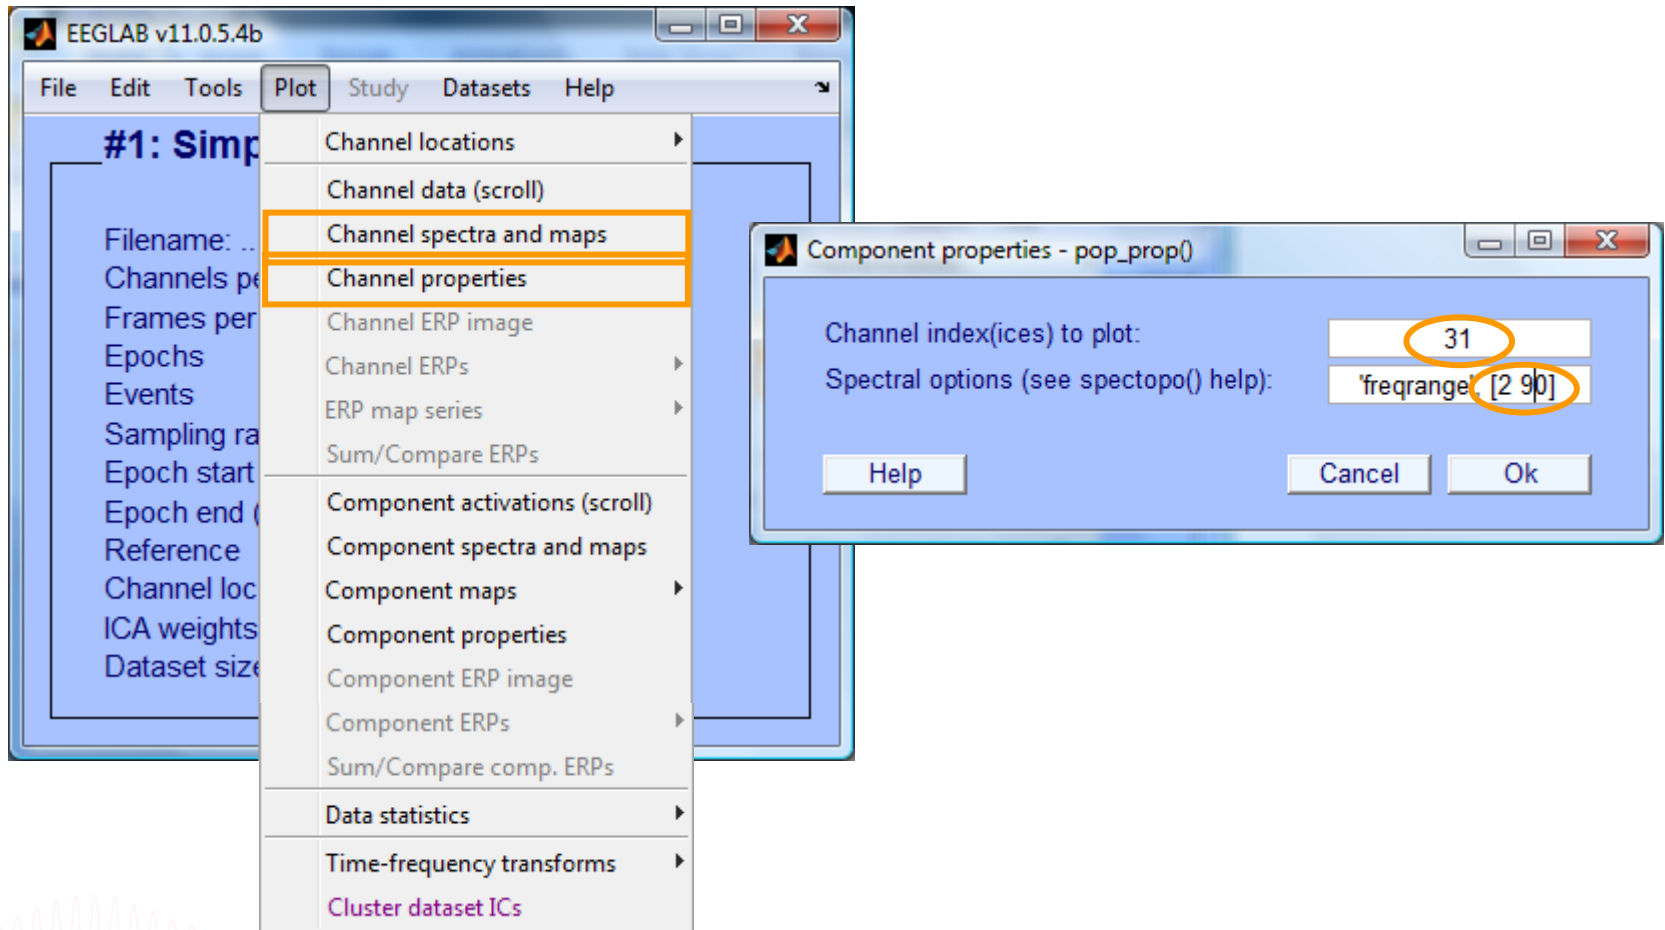 EEGLAB v11.0.5.4b
File Edit Tools Plot Study Datasets Help
#1: Simp
Filename: ..
Channels pe
Frames per
Epochs
Events
Sampling ra
Epoch start
Epoch end (
Reference
Channel loc
ICA weights
Dataset size
Channel locations
Channel data (scroll)
Channel spectra and maps
Channel properties
Channel ERP image
Channel ERPs
ERP map series
Sum/Compare ERPs
Component activations (scroll)
Component spectra and maps
Component maps
Component properties
Component ERP image
Component ERPs
Sum/Compare comp. ERPs
Data statistics
Time-frequency transforms
Cluster dataset ICs
Component properties - pop_prop()
Channel index(ices) to plot: 31
Spectral options (see spectopo() help): 'freqrange', [2 90]
Help Cancel Ok